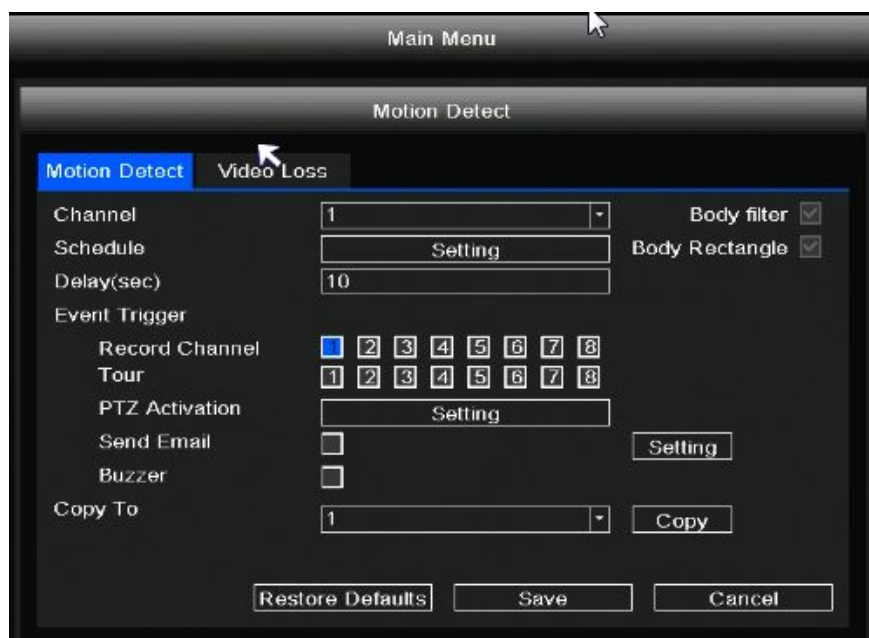 Main Menu
Motion Detect
Motion Detect Video Loss
Channel 1 Body filter
Schedule Setting Body Rectangle
Delay(sec) 10
Event Trigger
Record Channel 1 2 3 4 5 6 7 8
Tour 1 2 3 4 5 6 7 8
PTZ Activation Setting
Send Email Setting
Buzzer
Copy To 1 Copy
Restore Defaults Save Cancel